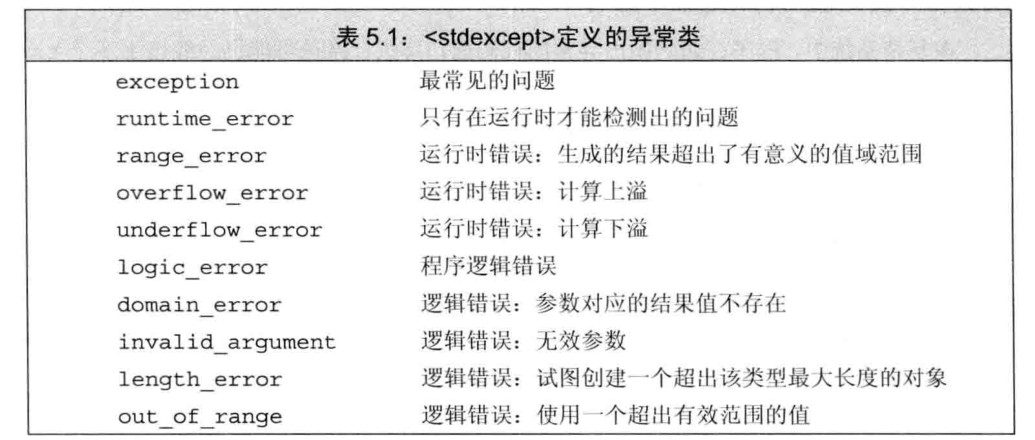 表 5.1：<stdexcept>定义的异常类
exception 最常见的问题
runtime_error 只有在运行时才能检测出的问题
range_error 运行时错误：生成的结果超出了有意义的值域范围
overflow_error 运行时错误：计算上溢
underflow_error 运行时错误：计算下溢
logic_error 程序逻辑错误
domain_error 逻辑错误：参数对应的结果值不存在
invalid_argument 逻辑错误：无效参数
length_error 逻辑错误：试图创建一个超出该类型最大长度的对象
out_of_range 逻辑错误：使用一个超出有效范围的值